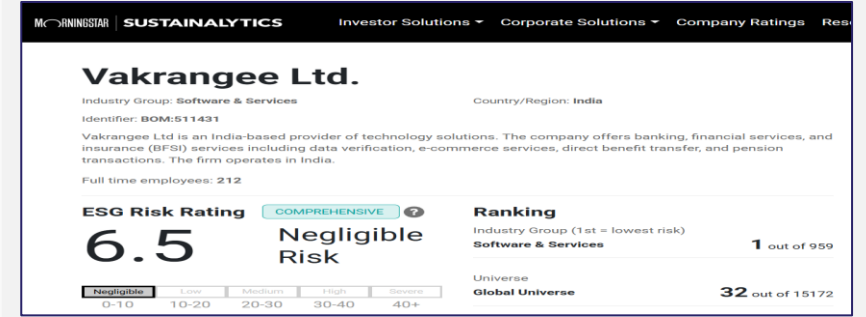 MORNINGSTAR | SUSTAINALYTICS Investor Solutions Corporate Solutions Company Ratings
Vakrangee Ltd.
Industry Group: Software & Services Country/Region: India
Identifier: BOM:511431
Vakrangee Ltd is an India-based provider of technology solutions. The company offers banking, financial services, and
insurance (BFSI) services including data verification, e-commerce services, direct benefit transfer, and pension
transactions. The firm operates in India.
Full time employees: 212
ESG Risk Rating COMPREHENSIVE ?
6.5 Negligible
Risk
Negligible Low Medium High Severe
0-10 10-20 20-30 30-40 40+
Ranking
Industry Group (1st = lowest risk)
Software & Services 1 out of 959
Universe
Global Universe 32 out of 15172